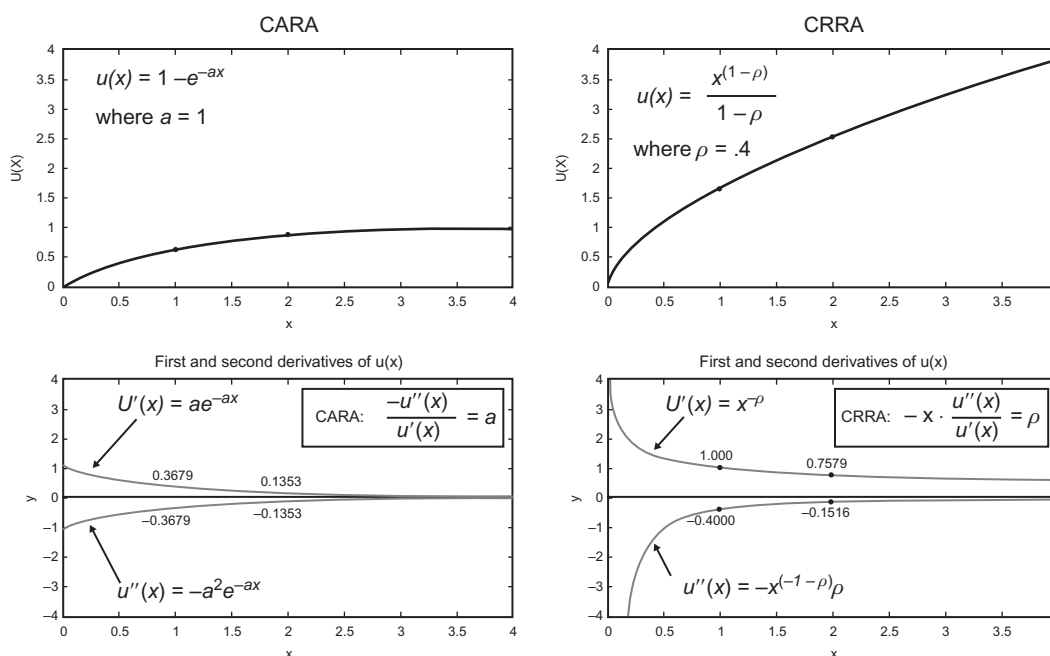 CARA
U(X)
4
3.5
3
2.5
2
1.5
1
0.5
0
u(x) = 1 –e^–ax
where a = 1
0 0.5 1 1.5 2 2.5 3 3.5 4
x
CRRA
U(X)
4
3.5
3
2.5
2
1.5
1
0.5
0
u(x) = x^(1 – ρ) / 1 – ρ
where ρ = .4
0 0.5 1 1.5 2 2.5 3 3.5
x
First and second derivatives of u(x)
y
4
3
2
1
0
–1
–2
–3
–4
U'(x) = ae^–ax
CARA: –u''(x) / u'(x) = a
0.3679 0.1353
–0.3679 –0.1353
u''(x) = –a²e^–ax
0 0.5 1 1.5 2 2.5 3 3.5 4
x
First and second derivatives of u(x)
y
4
3
2
1
0
–1
–2
–3
–4
U'(x) = x^–ρ
CRRA: – x · u''(x) / u'(x) = ρ
1.000 0.7579
–0.4000 –0.1516
u''(x) = –x^(–1 – ρ)ρ
0 0.5 1 1.5 2 2.5 3 3.5
x